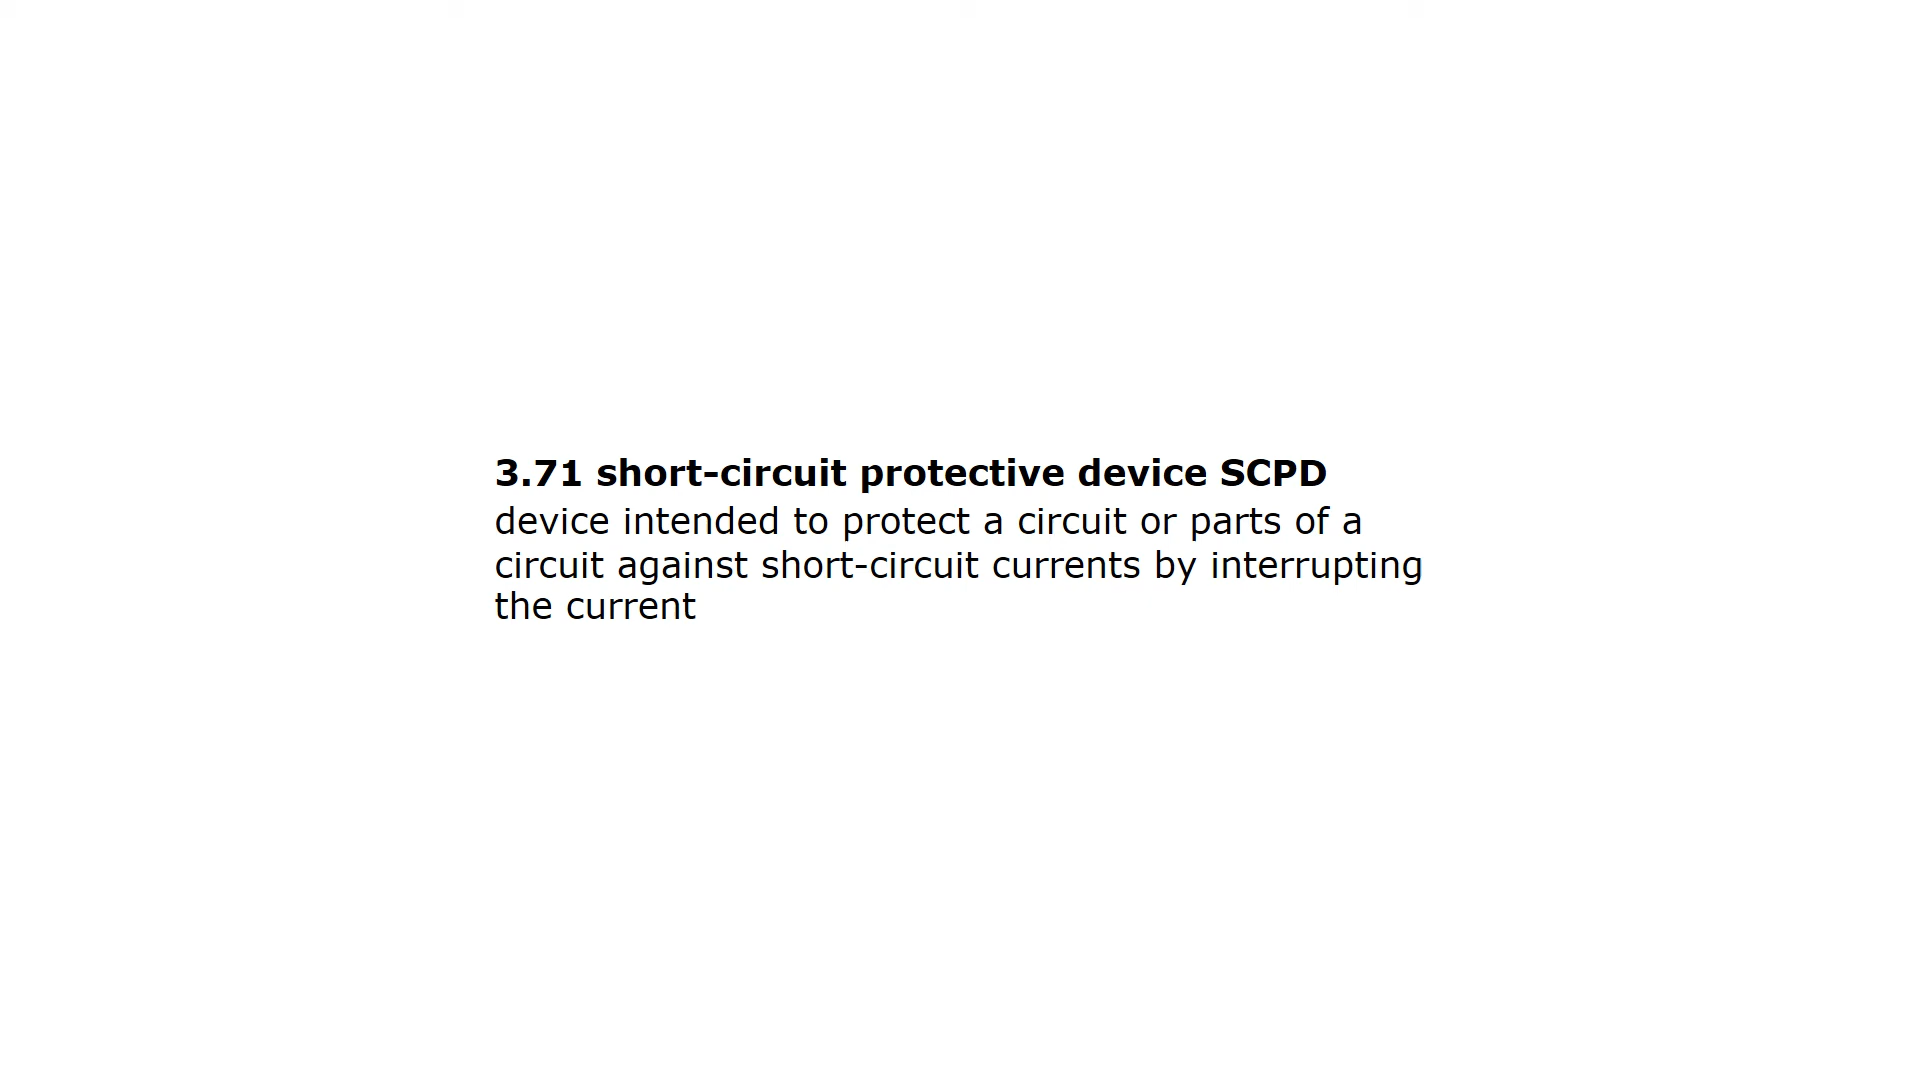 3.71 short-circuit protective device SCPD
device intended to protect a circuit or parts of a
circuit against short-circuit currents by interrupting
the current